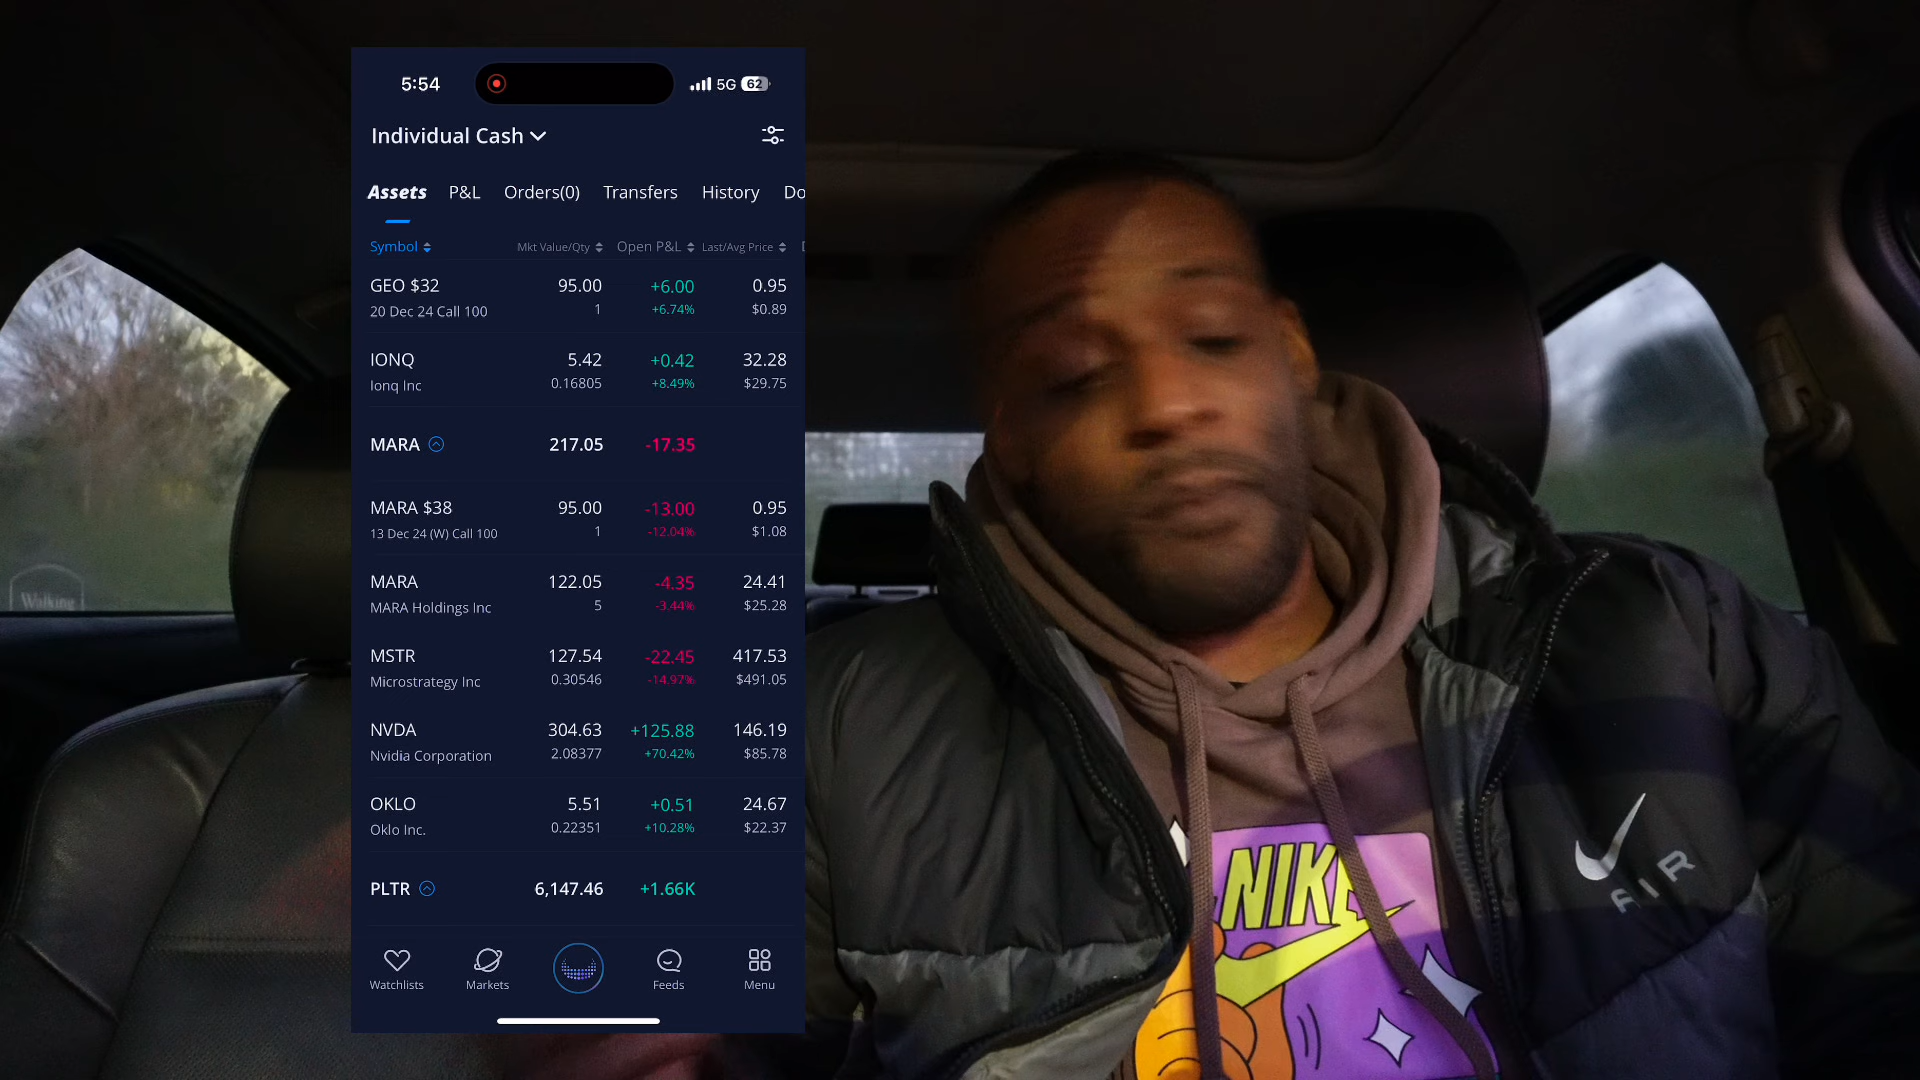 5:54
5G 62
Individual Cash
Assets P&L Orders(0) Transfers History Do
Symbol Mkt Value/Qty Open P&L Last/Avg Price
GEO $32 95.00 +6.00 0.95
20 Dec 24 Call 100 1 +6.74% $0.89
IONQ 5.42 +0.42 32.28
Ionq Inc 0.16805 +8.49% $29.75
MARA 217.05 -17.35
MARA $38 95.00 -13.00 0.95
13 Dec 24 (W) Call 100 1 -12.04% $1.08
MARA 122.05 -4.35 24.41
MARA Holdings Inc 5 -3.44% $25.28
MSTR 127.54 -22.45 417.53
Microstrategy Inc 0.30546 -14.97% $491.05
NVDA 304.63 +125.88 146.19
Nvidia Corporation 2.08377 +70.42% $85.78
OKLO 5.51 +0.51 24.67
Oklo Inc. 0.22351 +10.28% $22.37
PLTR 6,147.46 +1.66K
Watchlists Markets Feeds Menu
Walking
NIKE
AIR